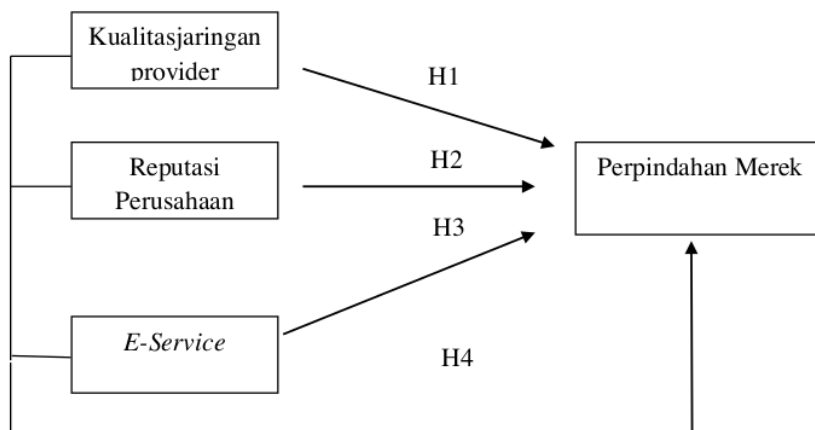 Kualitasjaringan
provider
H1
Reputasi
Perusahaan
H2
Perpindahan Merek
H3
E-Service
H4